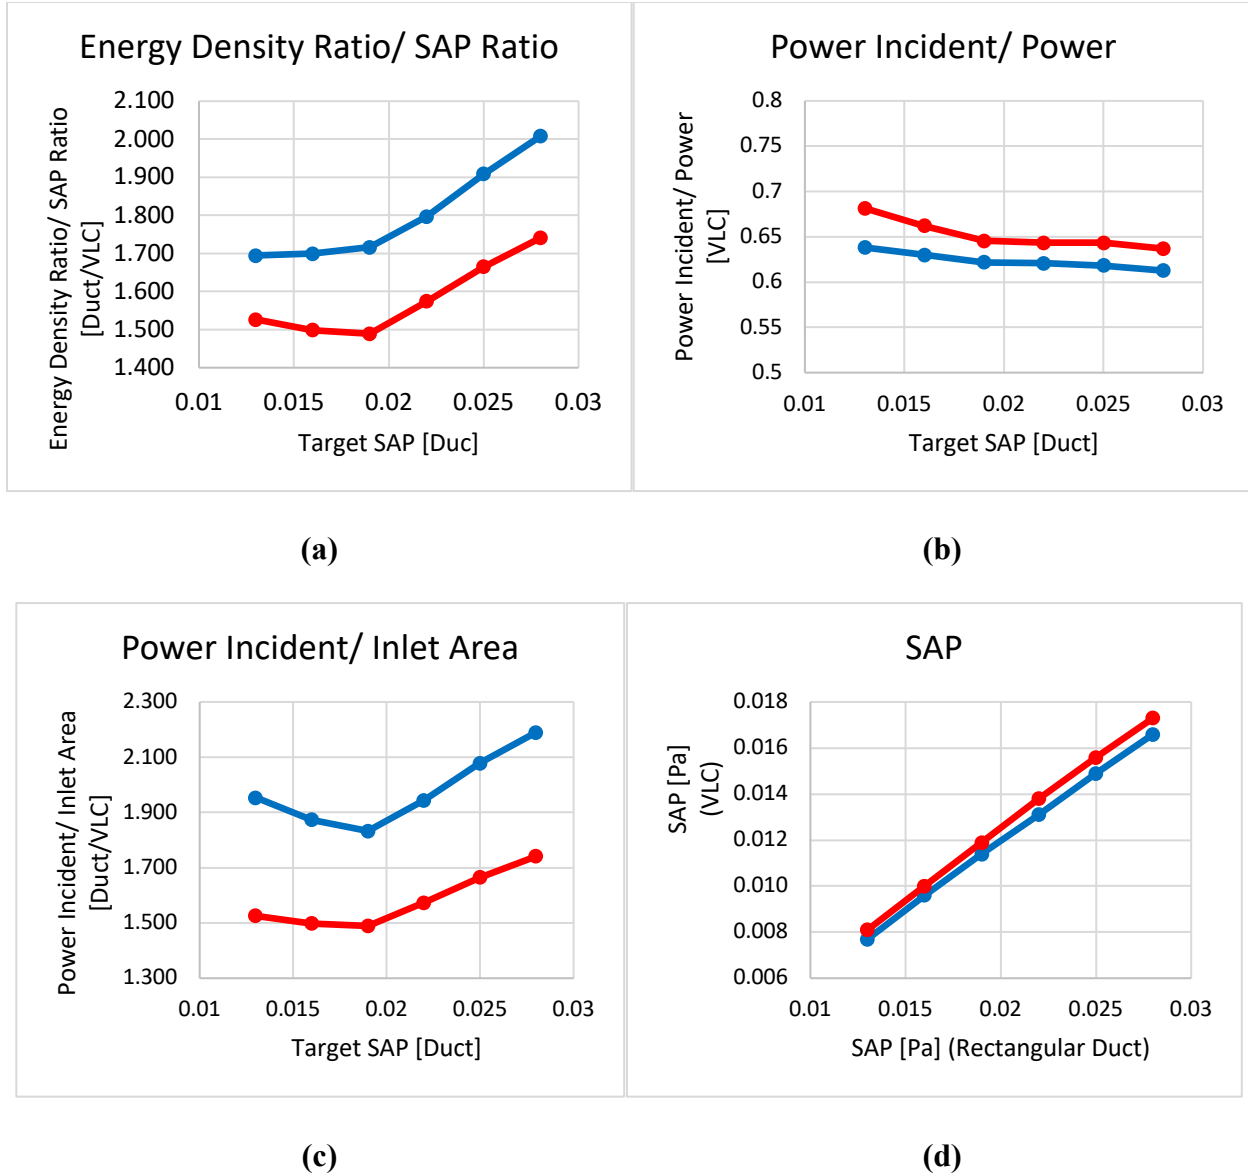 Energy Density Ratio/ SAP Ratio
Energy Density Ratio/ SAP Ratio
[Duct/VLC]
2.100
2.000
1.900
1.800
1.700
1.600
1.500
1.400
0.01 0.015 0.02 0.025 0.03
Target SAP [Duc]
(a)
Power Incident/ Power
Power Incident/ Power
[VLC]
0.8
0.75
0.7
0.65
0.6
0.55
0.5
0.01 0.015 0.02 0.025 0.03
Target SAP [Duct]
(b)
Power Incident/ Inlet Area
Power Incident/ Inlet Area
[Duct/VLC]
2.300
2.100
1.900
1.700
1.500
1.300
0.01 0.015 0.02 0.025 0.03
Target SAP [Duct]
(c)
SAP
SAP [Pa]
(VLC)
0.018
0.016
0.014
0.012
0.010
0.008
0.006
0.01 0.015 0.02 0.025 0.03
SAP [Pa] (Rectangular Duct)
(d)